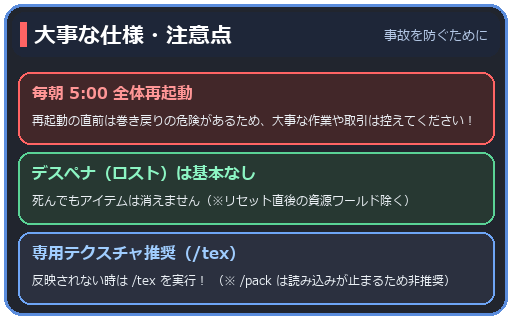 大事な仕様・注意点
事故を防ぐために
毎朝 5:00 全体再起動
再起動の直前は巻き戻りの危険があるため、大事な作業や取引は控えてください！
デスペナ（ロスト）は基本なし
死んでもアイテムは消えません（※リセット直後の資源ワールド除く）
専用テクスチャ推奨（/tex）
反映されない時は /tex を実行！（※ /pack は読み込みが止まるため非推奨）